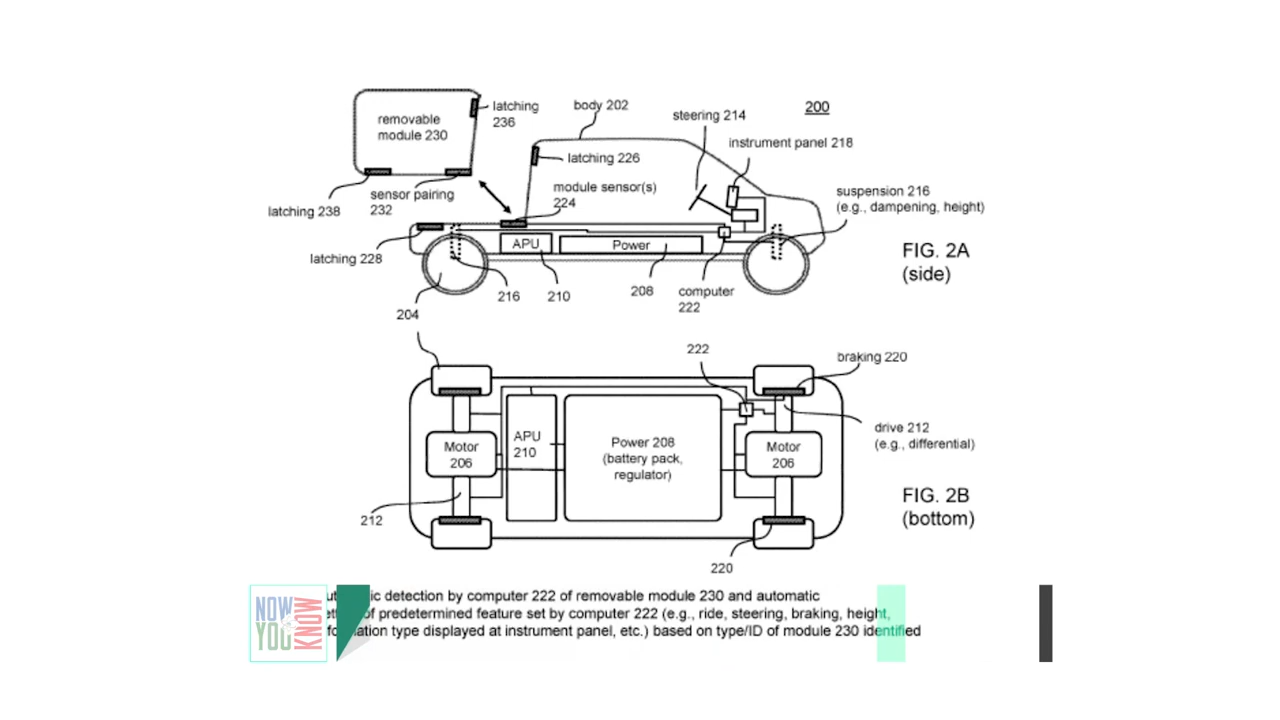 removable
module 230
latching
236
body 202
steering 214
200
instrument panel 218
latching 226
module sensor(s)
224
sensor pairing
232
latching 238
suspension 216
(e.g., dampening, height)
latching 228
APU
Power
FIG. 2A
(side)
216
210
208
computer
222
204
222
braking 220
APU
210
Power 208
(battery pack,
regulator)
Motor
206
Motor
206
drive 212
(e.g., differential)
FIG. 2B
(bottom)
212
220
detection by computer 222 of removable module 230 and automatic
of predetermined feature set by computer 222 (e.g., ride, steering, braking, height,
type displayed at instrument panel, etc.) based on type/ID of module 230 identified
NOW
YOU
KNOW